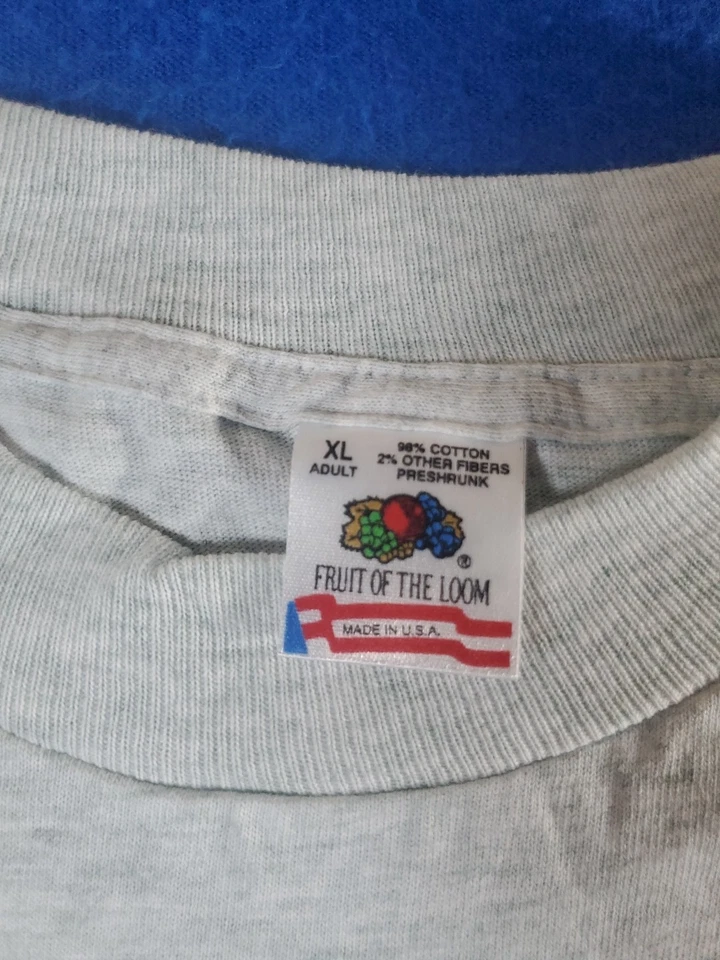 XL
ADULT
98% COTTON
2% OTHER FIBERS
PRESHRUNK
®
FRUIT OF THE LOOM
MADE IN U.S.A.